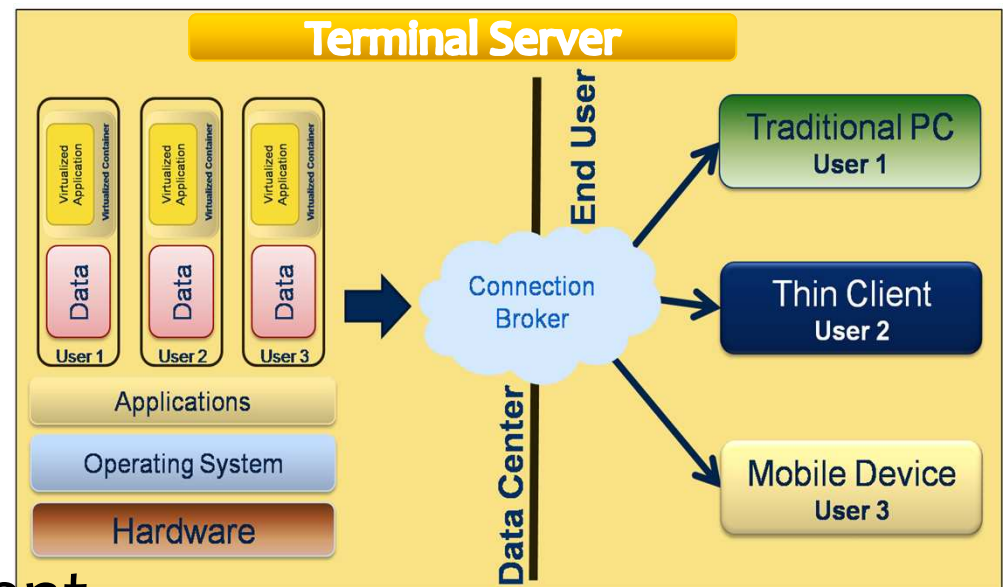 Terminal Server
Virtualized
Application
Virtualized Container
Data
User 1
Virtualized
Application
Virtualized Container
Data
User 2
Virtualized
Application
Virtualized Container
Data
User 3
Applications
Operating System
Hardware
End User
Data Center
Connection
Broker
Traditional PC
User 1
Thin Client
User 2
Mobile Device
User 3